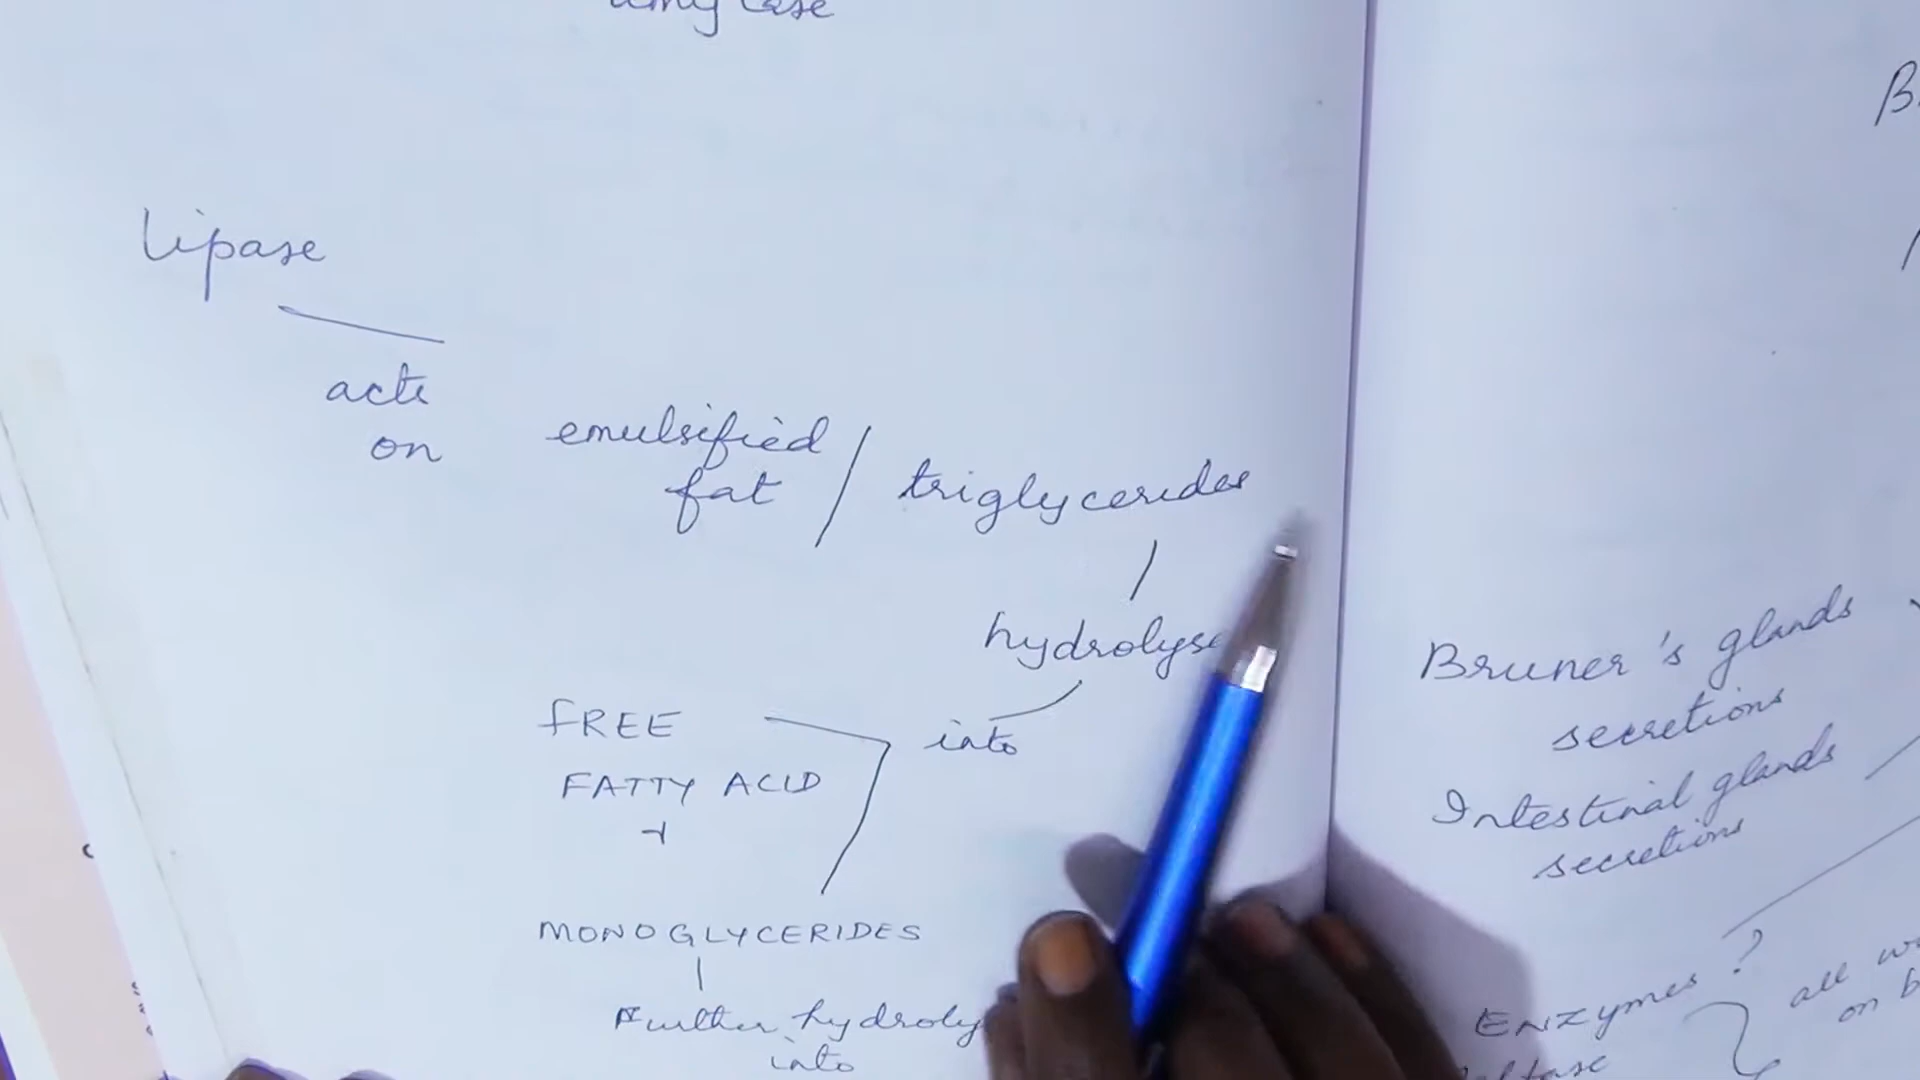 lipase
acts
on
emulsified
fat / triglycerides
hydrolyse
into
FREE
FATTY ACID
+
MONOGLYCERIDES
Further
into
Bruner's glands
secretions
Intestinal glands
secretions
Enzymes ?
all
on